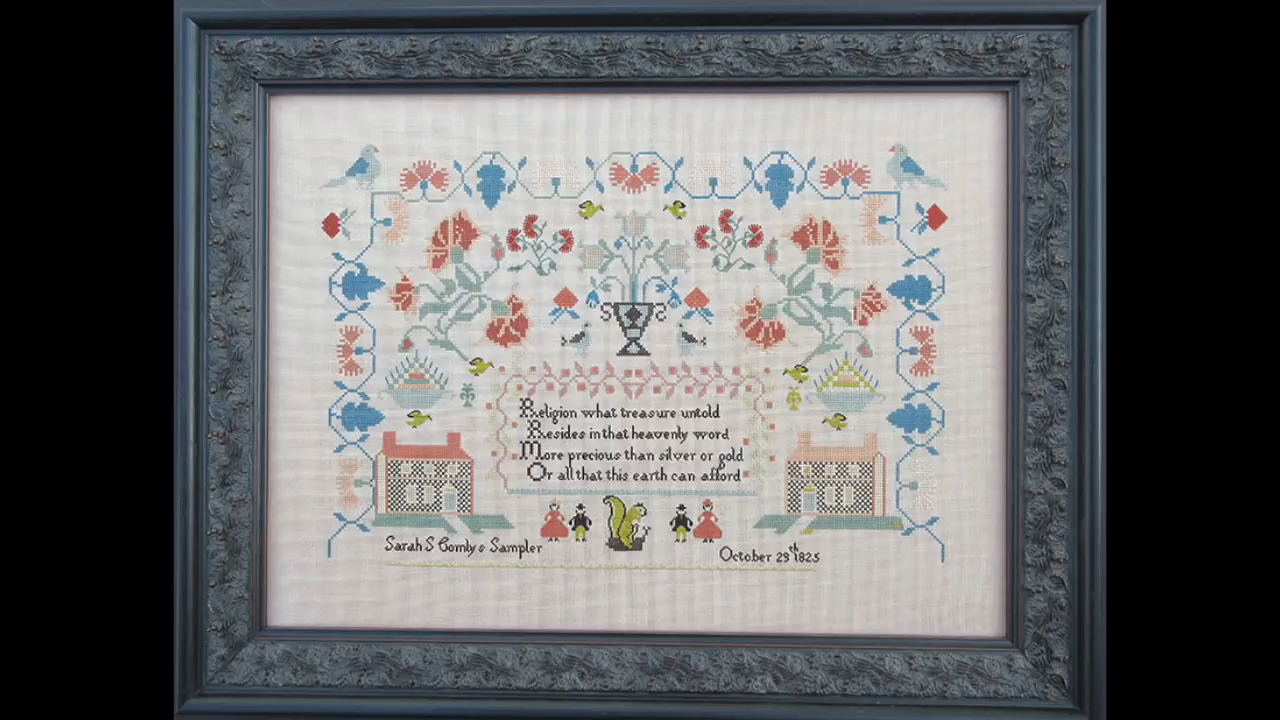 Religion what treasure untold
Resides in that heavenly word
More precious than silver or gold
Or all that this earth can afford
Sarah S Comlys Sampler
October 29th 1825